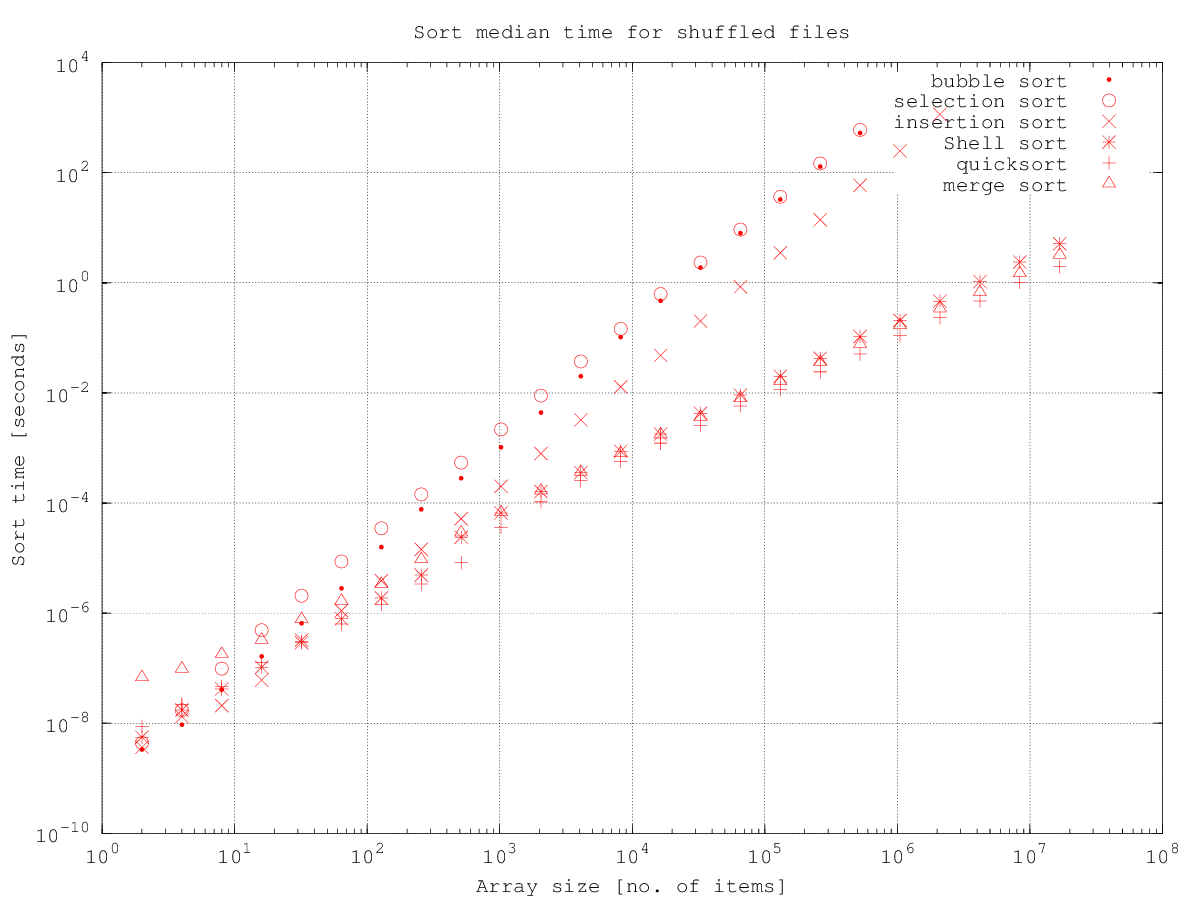 Sort median time for shuffled files
10^4
10^2
10^0
10^-2
10^-4
10^-6
10^-8
10^-10
Sort time [seconds]
bubble sort
selection sort
insertion sort
Shell sort
quicksort
merge sort
10^0 10^1 10^2 10^3 10^4 10^5 10^6 10^7 10^8
Array size [no. of items]